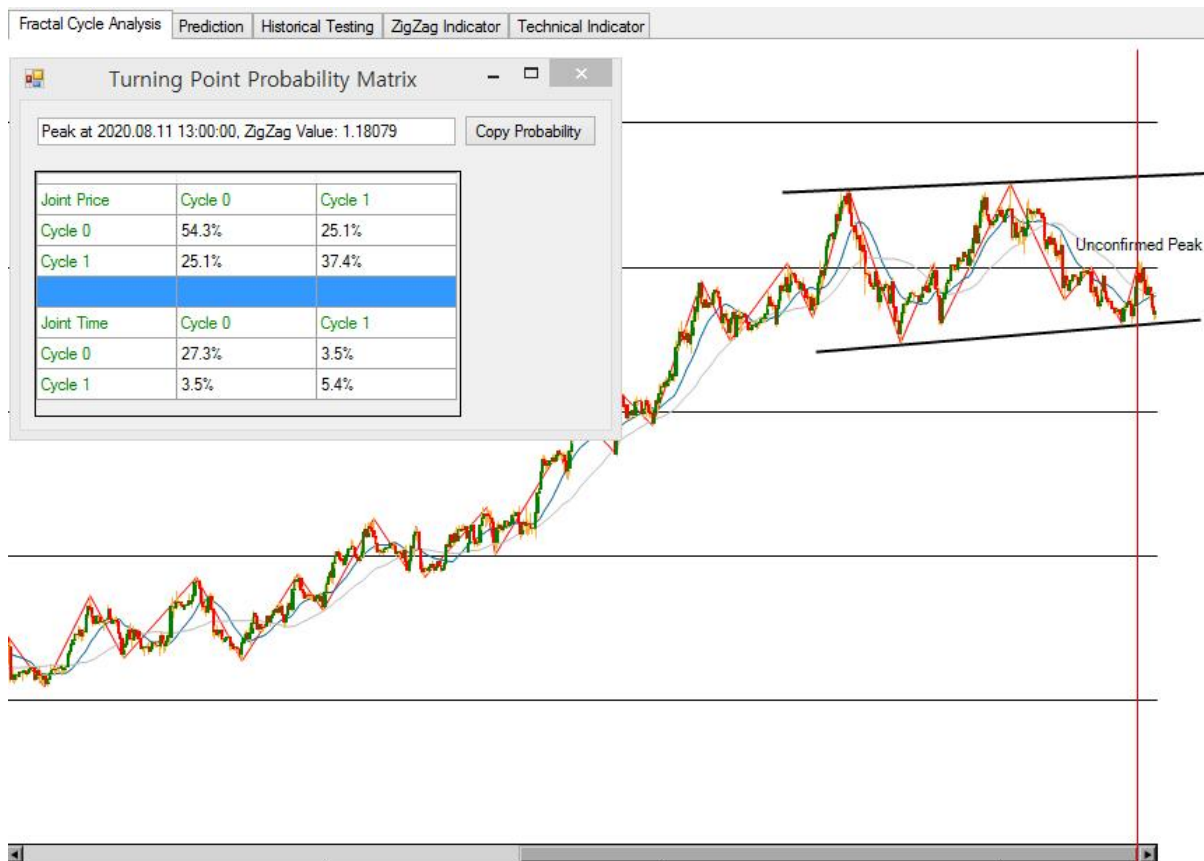 Fractal Cycle Analysis Prediction Historical Testing ZigZag Indicator Technical Indicator
Turning Point Probability Matrix
Peak at 2020.08.11 13:00:00, ZigZag Value: 1.18079 Copy Probability
Joint Price Cycle 0 Cycle 1
Cycle 0 54.3% 25.1%
Cycle 1 25.1% 37.4%
Joint Time Cycle 0 Cycle 1
Cycle 0 27.3% 3.5%
Cycle 1 3.5% 5.4%
Unconfirmed Peak